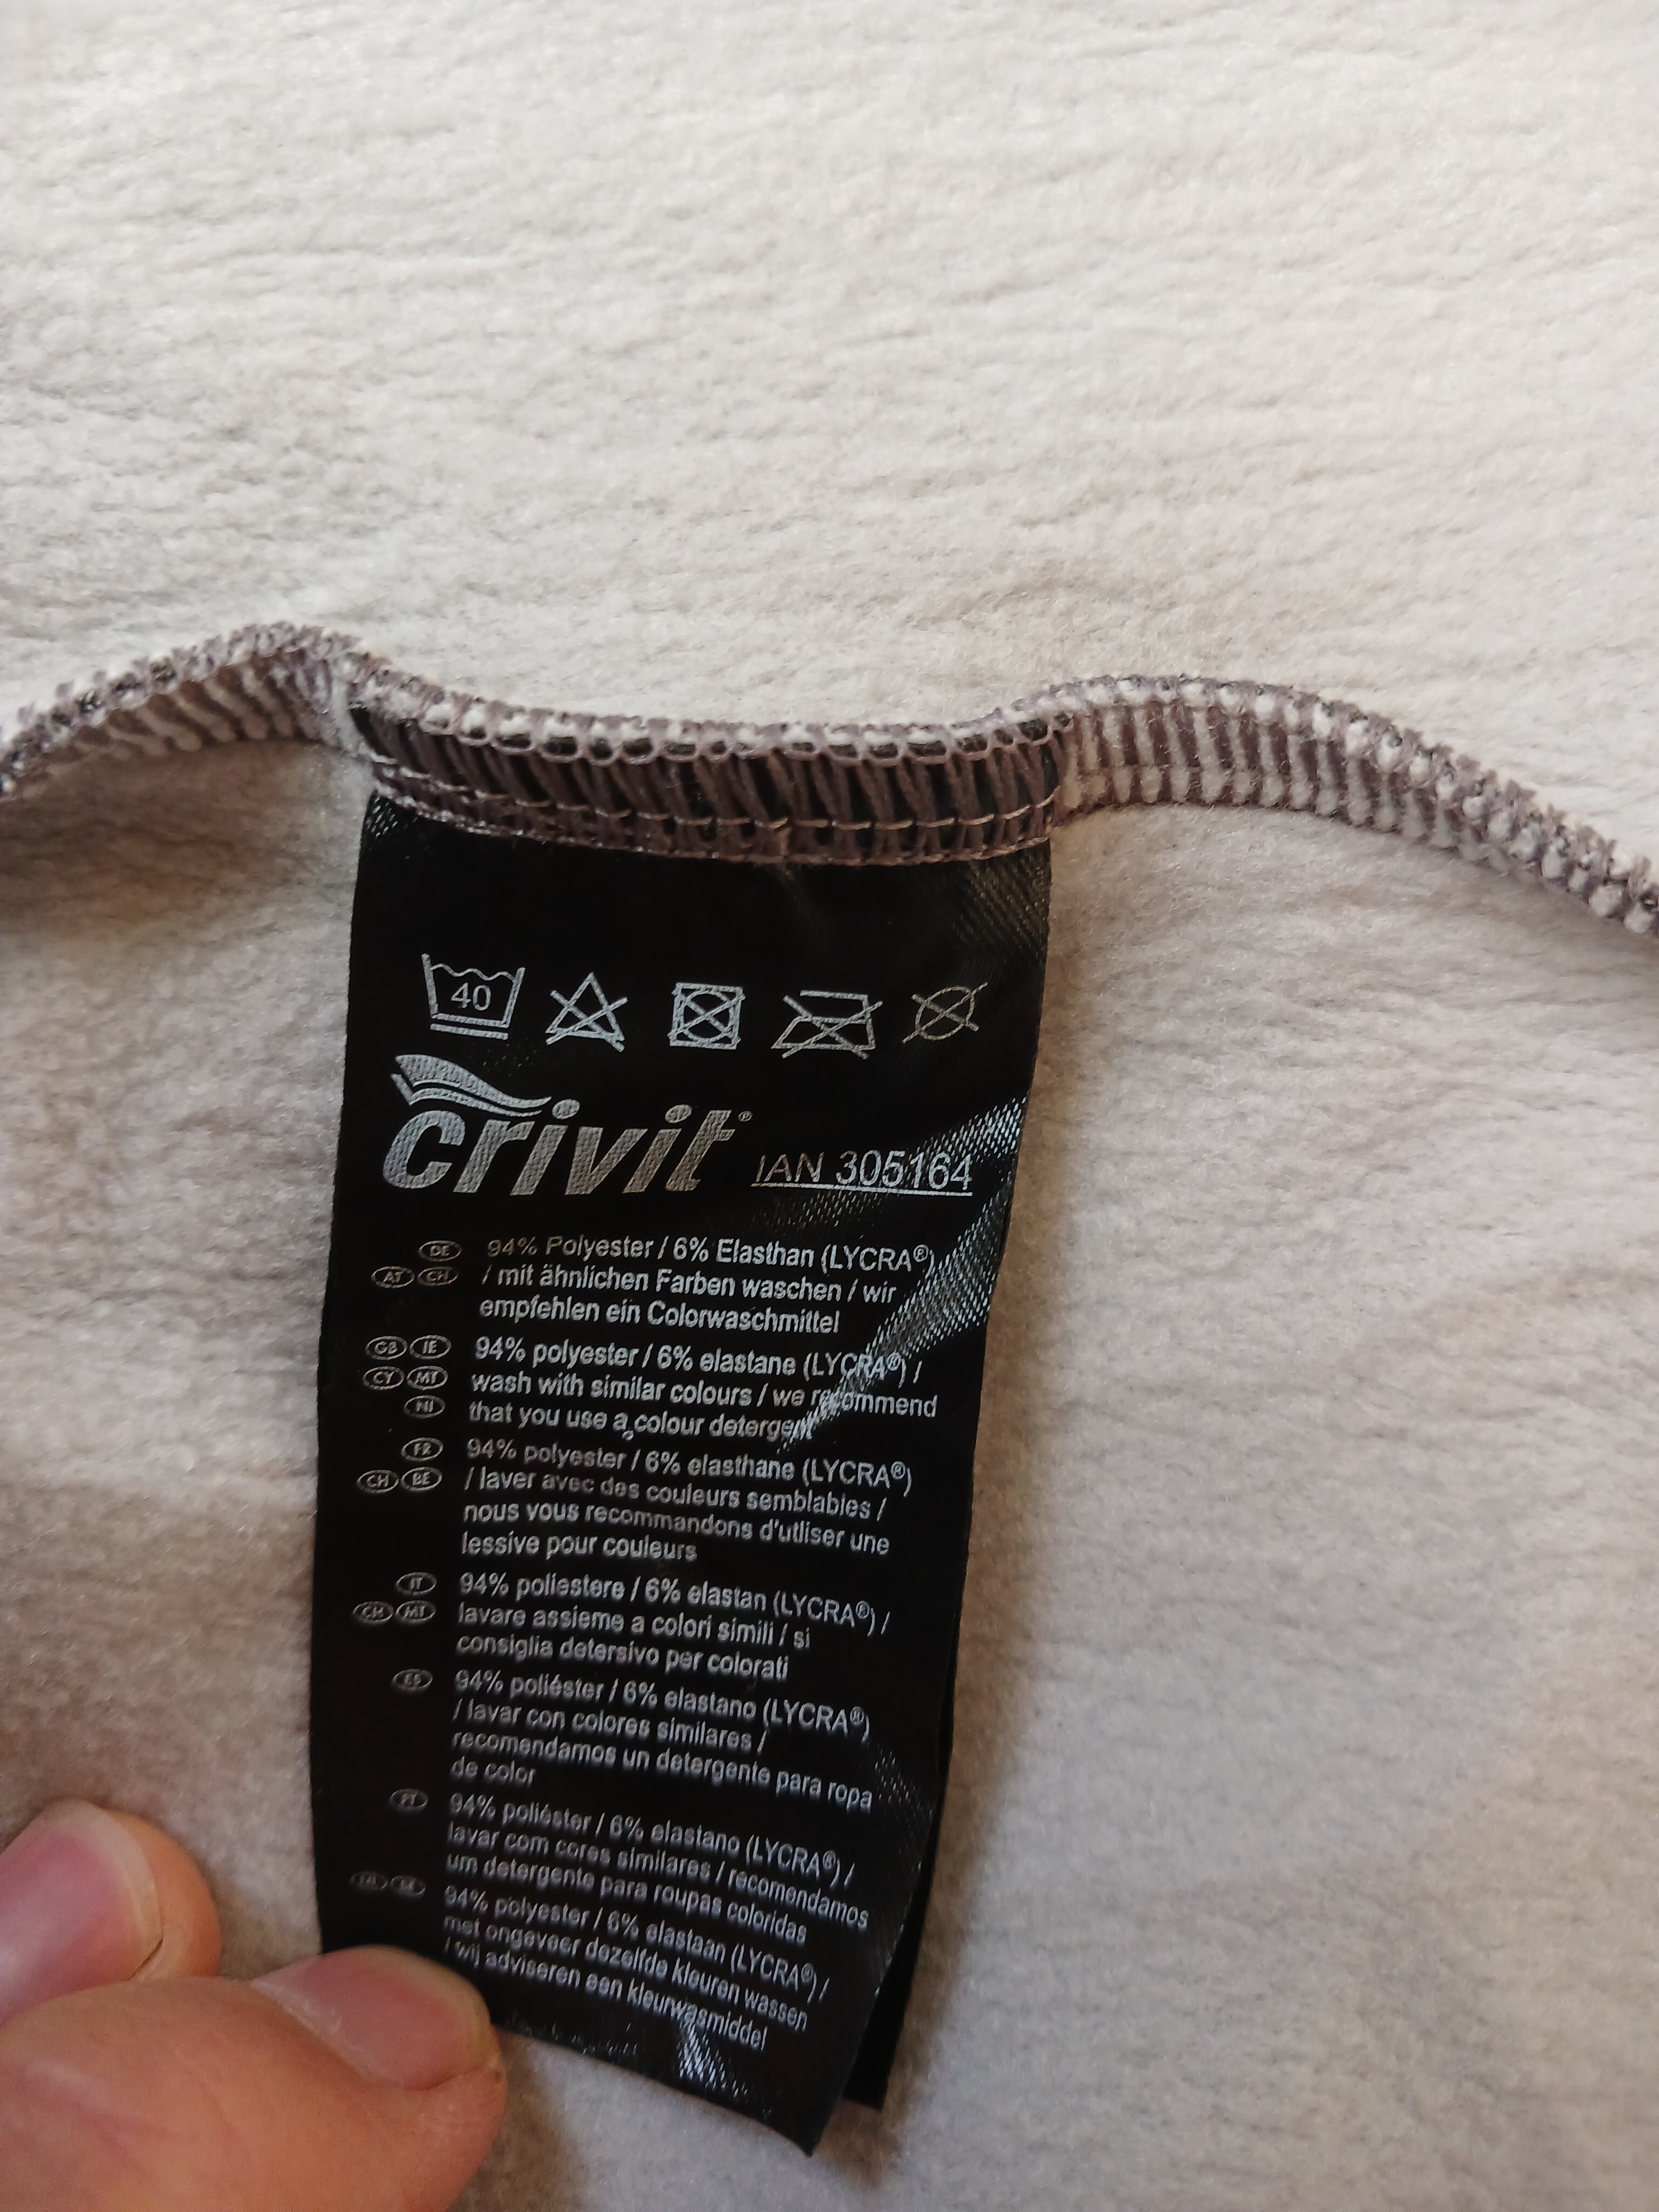 40
crivit®
IAN 305164
DE 94% Polyester / 6% Elasthan (LYCRA®)
AT CH / mit ähnlichen Farben waschen / wir
empfehlen ein Colorwaschmittel
GB IE 94% polyester / 6% elastane (LYCRA®) /
CY MT wash with similar colours / we recommend
NI that you use a colour detergent
FR 94% polyester / 6% elasthane (LYCRA®)
CH BE / laver avec des couleurs semblables /
nous vous recommandons d'utliser une
lessive pour couleurs
IT 94% poliestere / 6% elastan (LYCRA®) /
CH MT lavare assieme a colori simili / si
consiglia detersivo per colorati
ES 94% poliéster / 6% elastano (LYCRA®)
/ lavar con colores similares /
recomendamos un detergente para ropa
de color
PT 94% poliéster / 6% elastano (LYCRA®) /
lavar com cores similares / recomendamos
um detergente para roupas coloridas
NL BE 94% polyester / 6% elastaan (LYCRA®) /
met ongeveer dezelfde kleuren wassen
/ wij adviseren een kleurwasmiddel